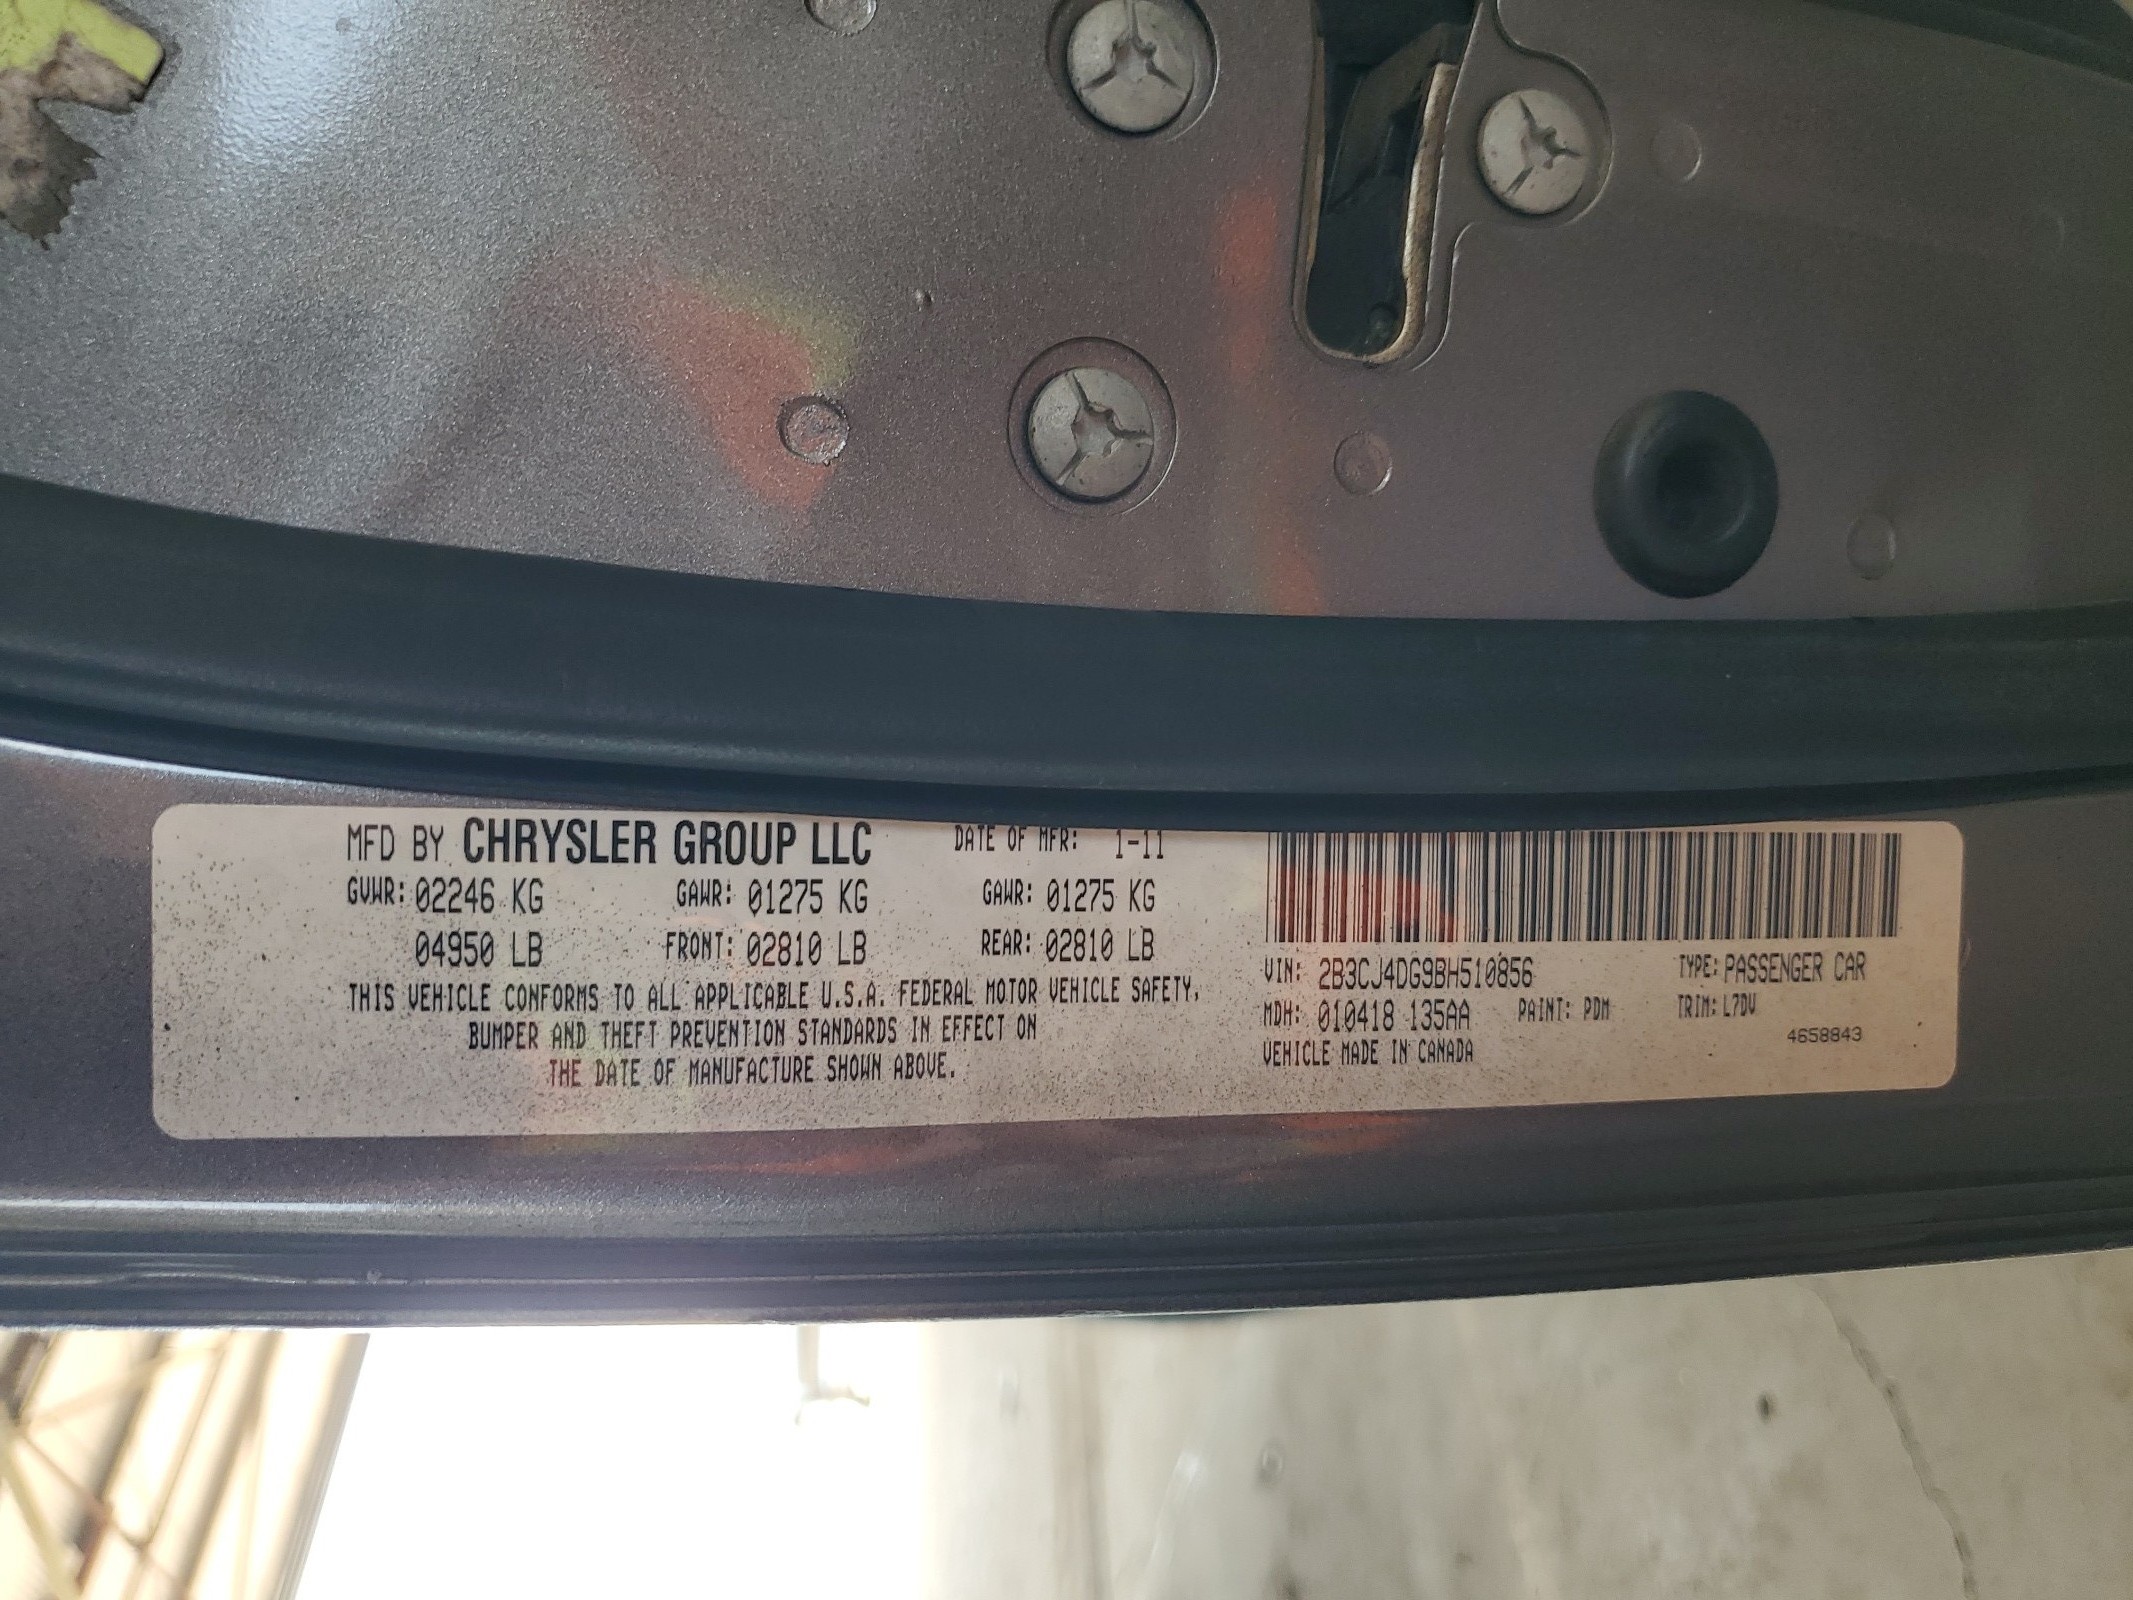 MFD BY CHRYSLER GROUP LLC DATE OF MFR: 1-11
GVWR: 02246 KG GAWR: 01275 KG GAWR: 01275 KG
04950 LB FRONT: 02810 LB REAR: 02810 LB
THIS VEHICLE CONFORMS TO ALL APPLICABLE U.S.A. FEDERAL MOTOR VEHICLE SAFETY,
BUMPER AND THEFT PREVENTION STANDARDS IN EFFECT ON
THE DATE OF MANUFACTURE SHOWN ABOVE.
VIN: 2B3CJ4DG9BH510856 TYPE: PASSENGER CAR
MDH: 010418 135AA PAINT: PDM TRIM: L7DV
VEHICLE MADE IN CANADA 4658843